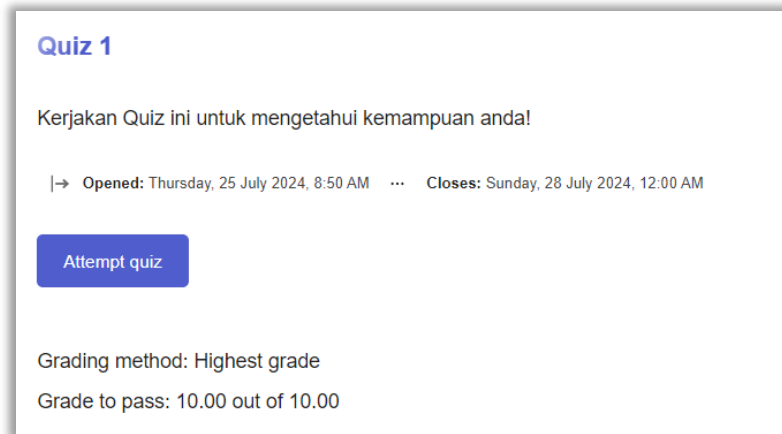 Quiz 1
Kerjakan Quiz ini untuk mengetahui kemampuan anda!
Opened: Thursday, 25 July 2024, 8:50 AM ··· Closes: Sunday, 28 July 2024, 12:00 AM
Attempt quiz
Grading method: Highest grade
Grade to pass: 10.00 out of 10.00